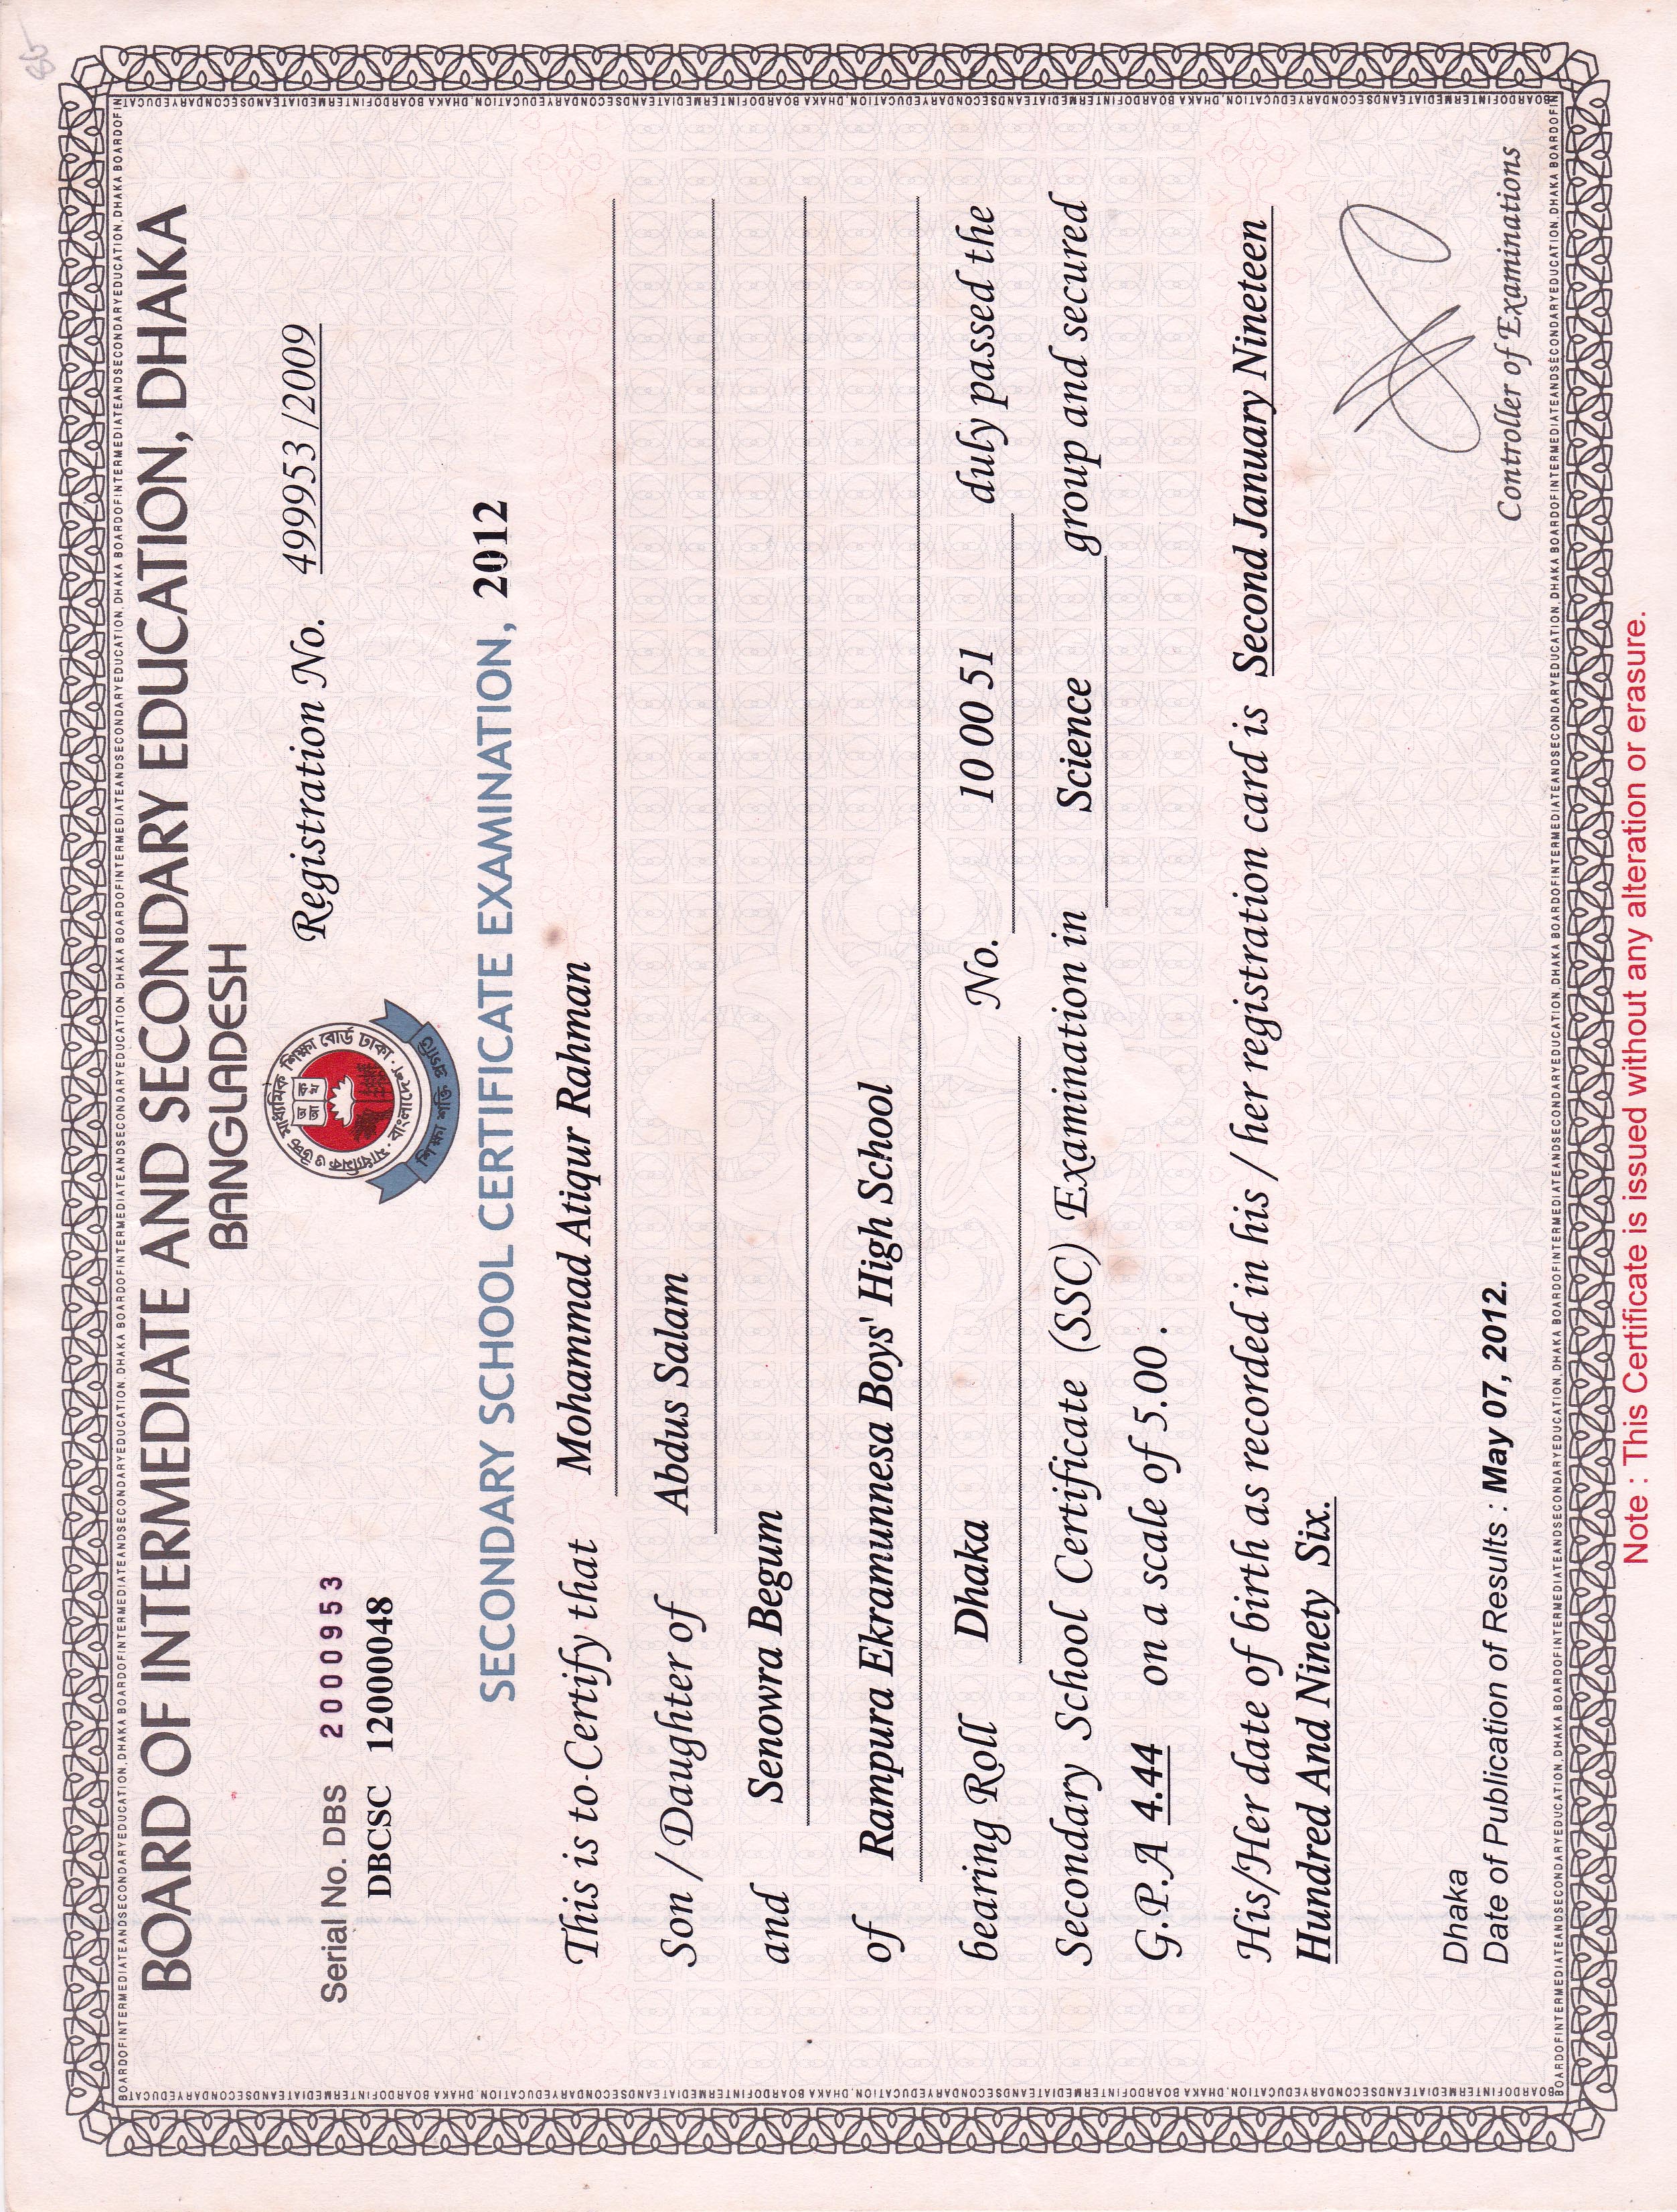 BOARD OF INTERMEDIATE AND SECONDARY EDUCATION, DHAKA
BANGLADESH
Serial No. DBS 2000953
DBCSC 12000048
Registration No. 499953 /2009
মাধ্যমিক ও উচ্চ মাধ্যমিক শিক্ষা বোর্ড ঢাকা · বাংলাদেশ
SECONDARY SCHOOL CERTIFICATE EXAMINATION, 2012
This is to Certify that Mohammad Atiqur Rahman
Son / Daughter of Abdus Salam
and Senowra Begum
of Rampura Ekramunnesa Boys' High School
bearing Roll Dhaka No. 10 00 51 duly passed the
Secondary School Certificate (SSC) Examination in Science group and secured
G.P.A 4.44 on a scale of 5.00 .
His/Her date of birth as recorded in his / her registration card is Second January Nineteen
Hundred And Ninety Six.
Dhaka
Date of Publication of Results : May 07, 2012.
Controller of Examinations
Note : This Certificate is issued without any alteration or erasure.